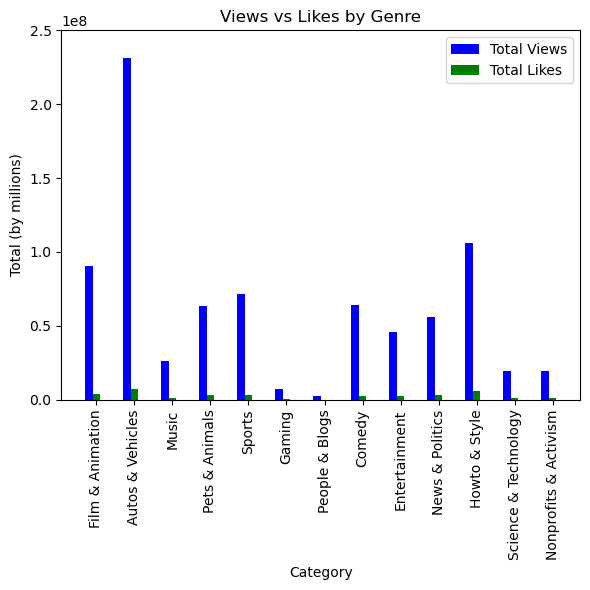 Views vs Likes by Genre
1e8
Total Views
Total Likes
2.5
2.0
1.5
1.0
0.5
0.0
Total (by millions)
Film & Animation
Autos & Vehicles
Music
Pets & Animals
Sports
Gaming
People & Blogs
Comedy
Entertainment
News & Politics
Howto & Style
Science & Technology
Nonprofits & Activism
Category